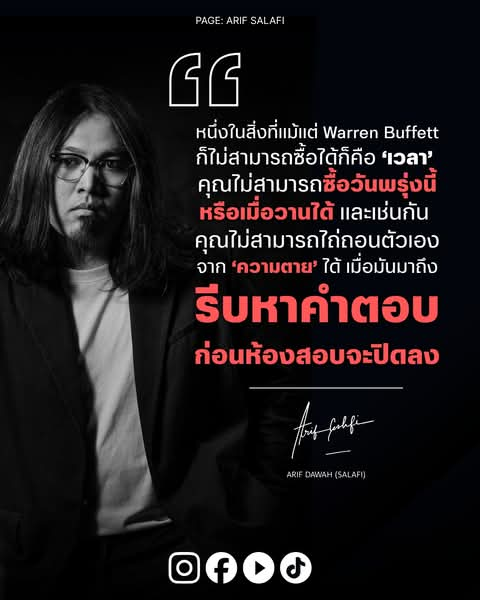 PAGE: ARIF SALAFI
หนึ่งในสิ่งที่แม้แต่ Warren Buffett
ก็ไม่สามารถซื้อได้ก็คือ ‘เวลา’
คุณไม่สามารถซื้อวันพรุ่งนี้
หรือเมื่อวานได้ และเช่นกัน
คุณไม่สามารถไถ่ถอนตัวเอง
จาก ‘ความตาย’ ได้ เมื่อมันมาถึง
รีบหาคำตอบ
ก่อนห้องสอบจะปิดลง
Arif Salafi
ARIF DAWAH (SALAFI)